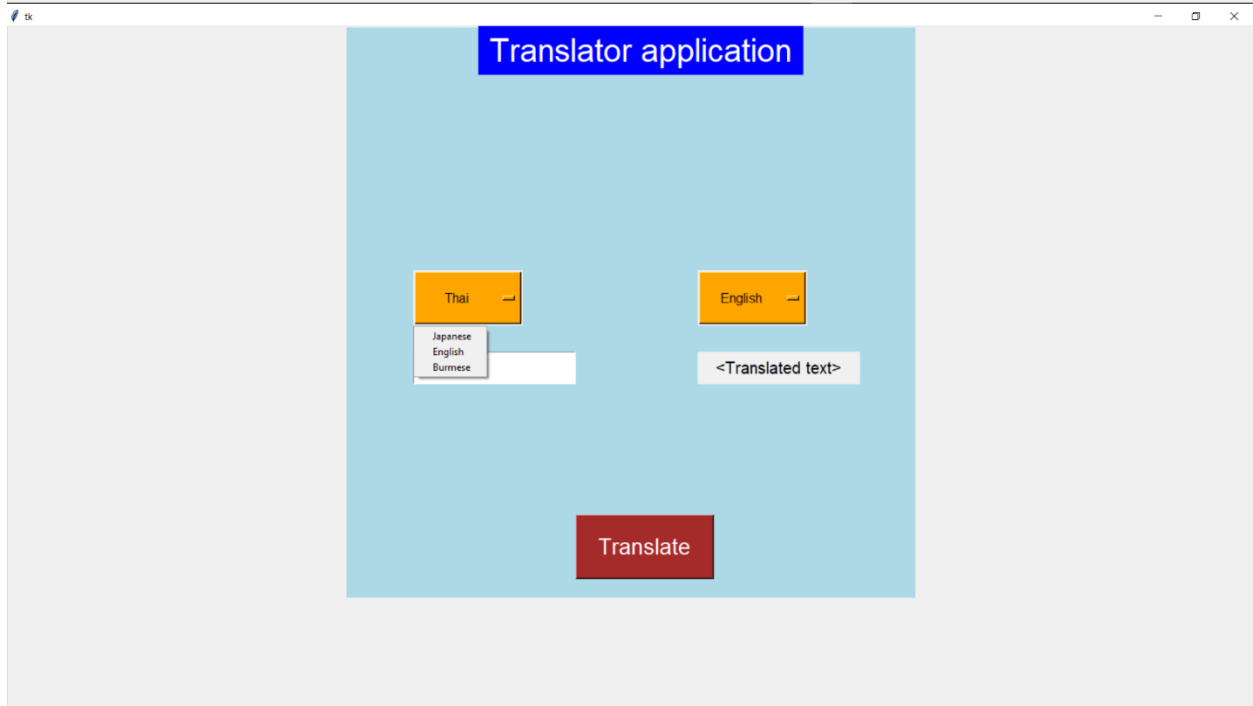 tk
Translator application
Thai
English
Japanese
English
Burmese
<Translated text>
Translate